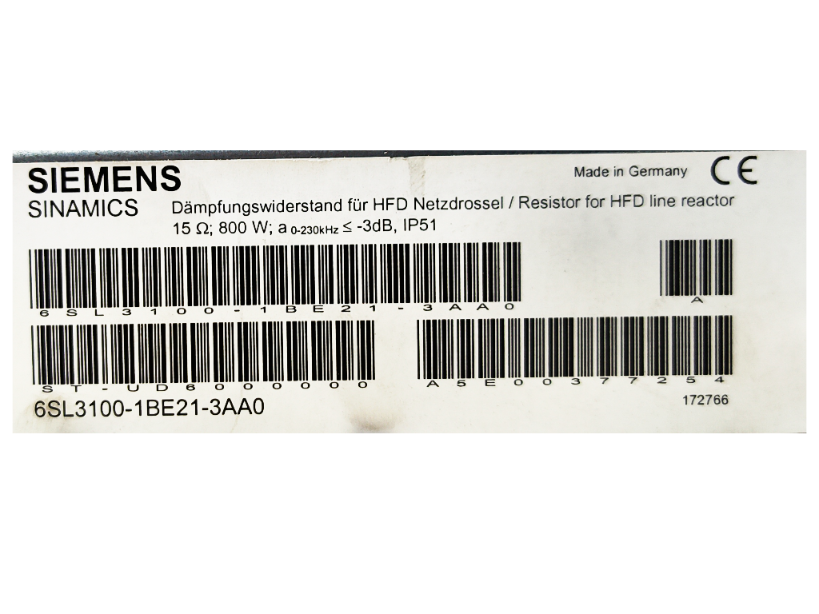 SIEMENS
Made in Germany CE
SINAMICS
Dämpfungswiderstand für HFD Netzdrossel / Resistor for HFD line reactor
15 Ω; 800 W; a 0-230kHz ≤ -3dB, IP51
6SL3100-1BE21-3AA0
A
ST-UD6000000
A5E00377254
6SL3100-1BE21-3AA0
172766